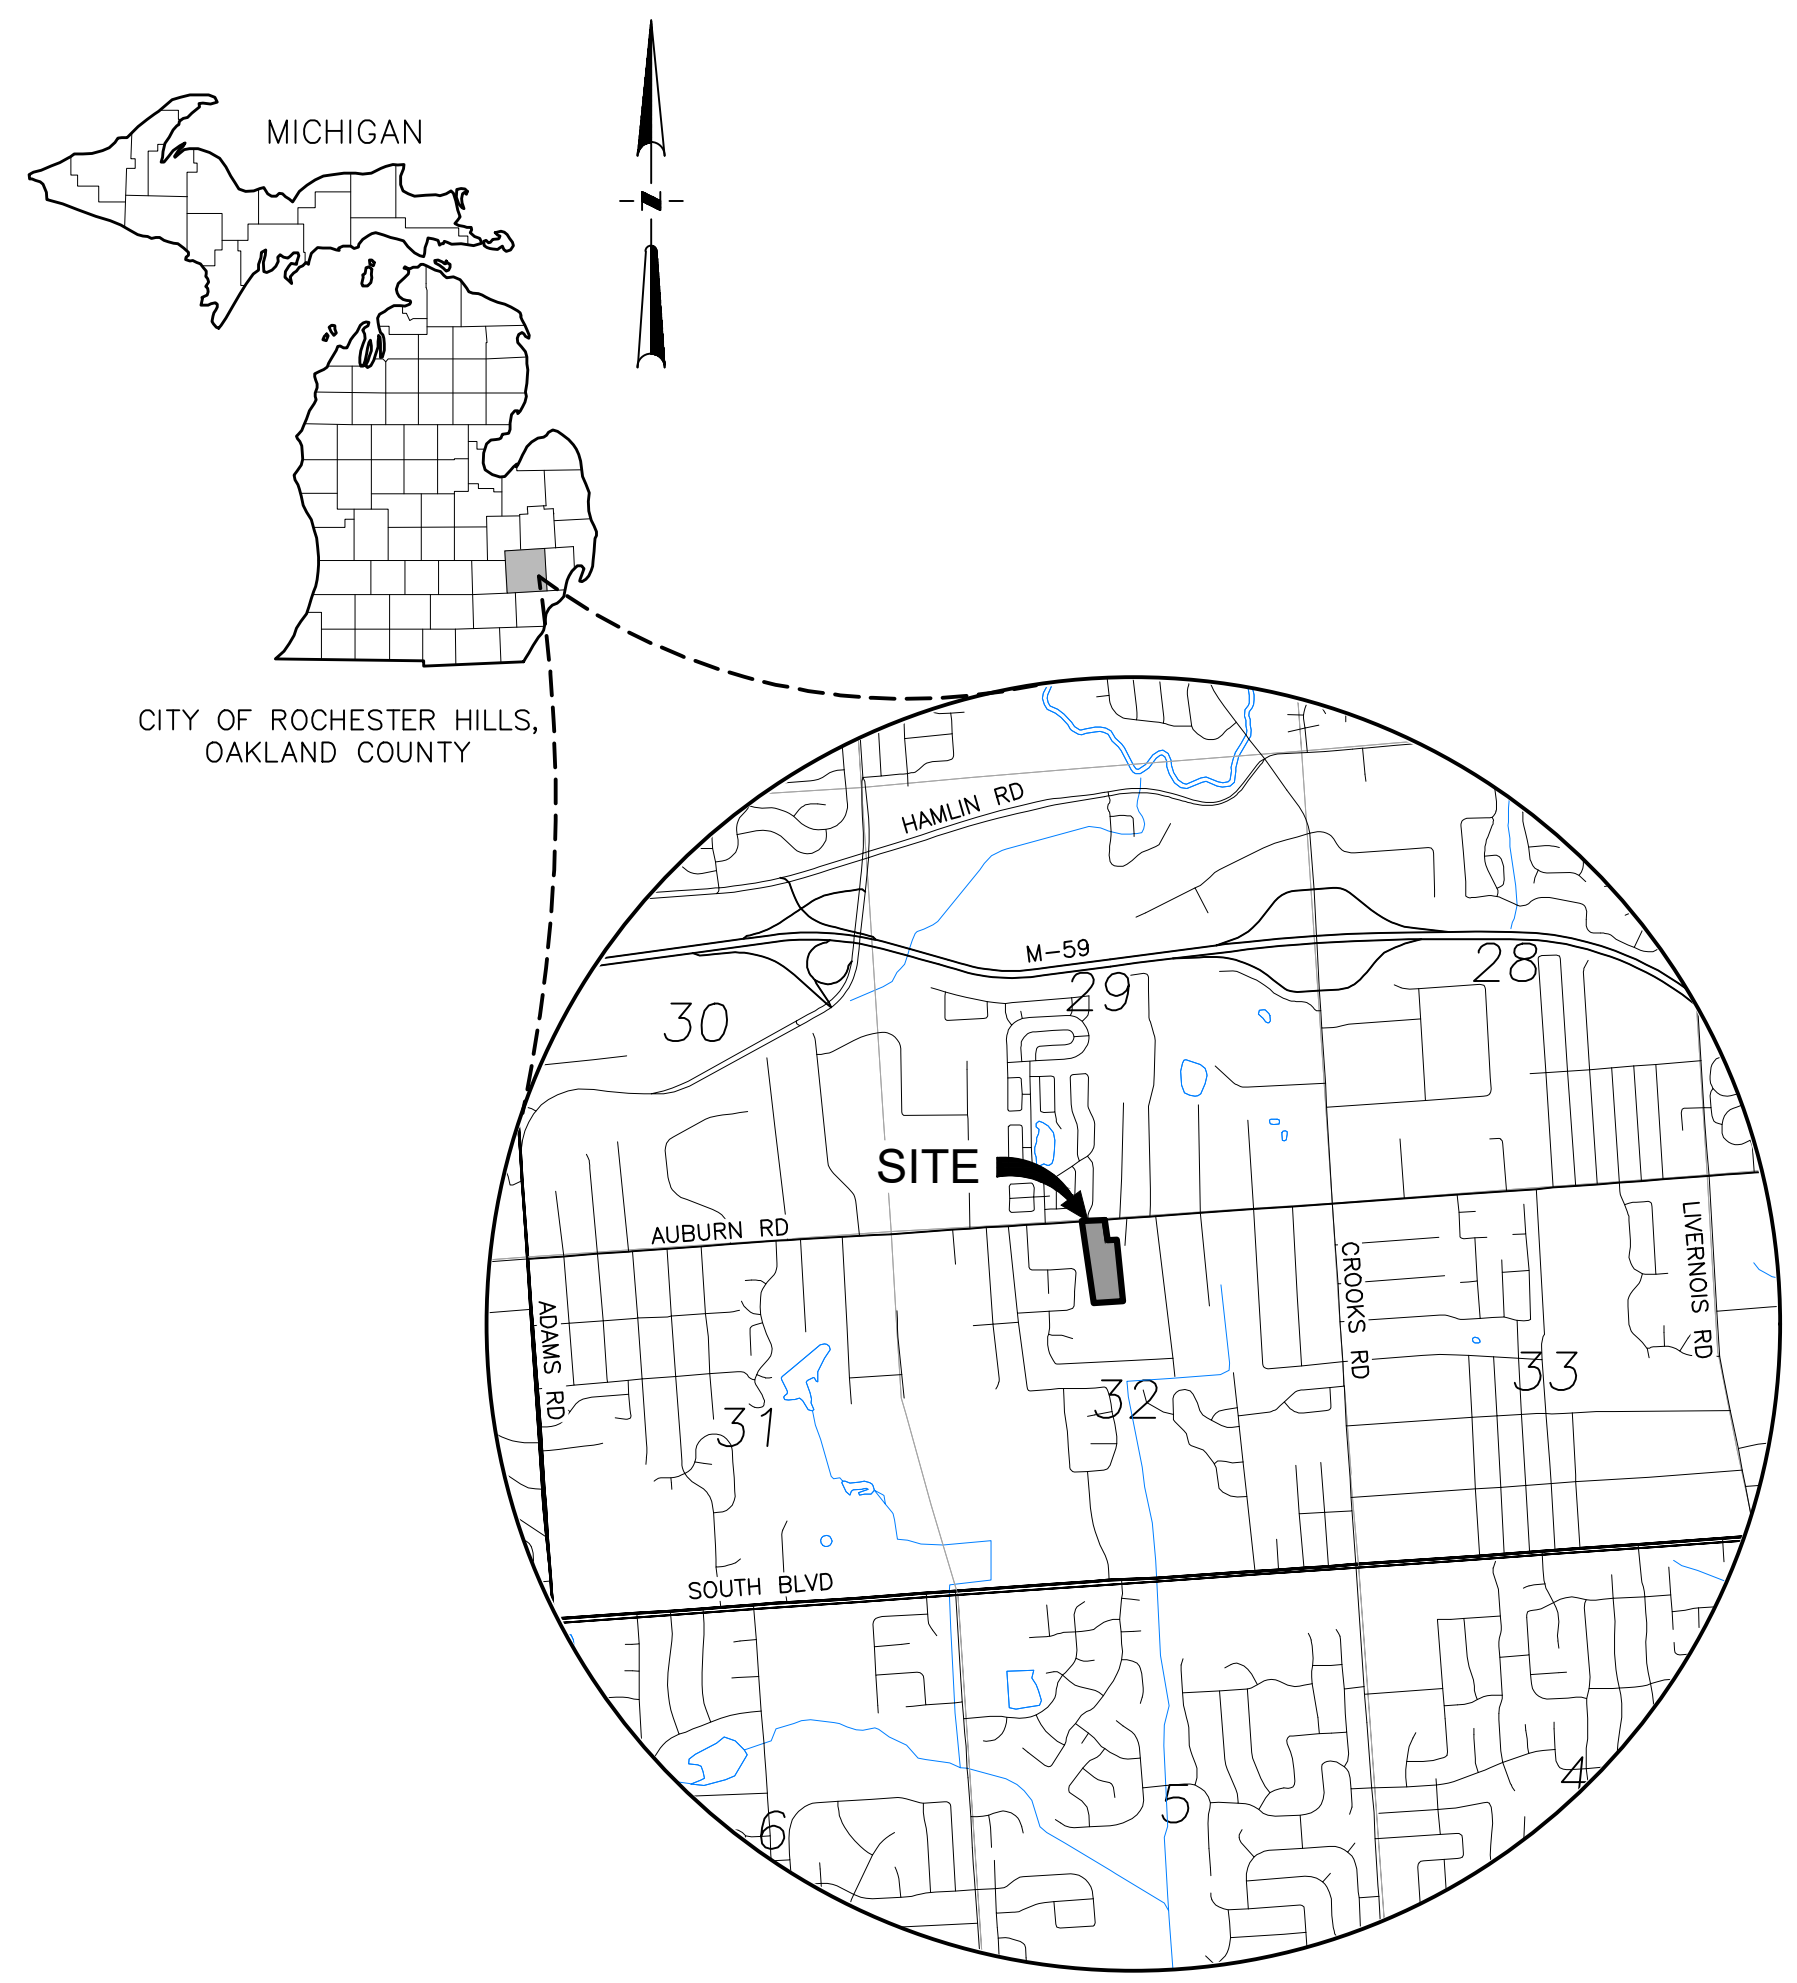 MICHIGAN
N
CITY OF ROCHESTER HILLS,
OAKLAND COUNTY
HAMLIN RD
M-59
28
29
30
SITE
AUBURN RD
LIVERNOIS RD
CROOKS RD
ADAMS RD
33
32
31
SOUTH BLVD
4
5
6